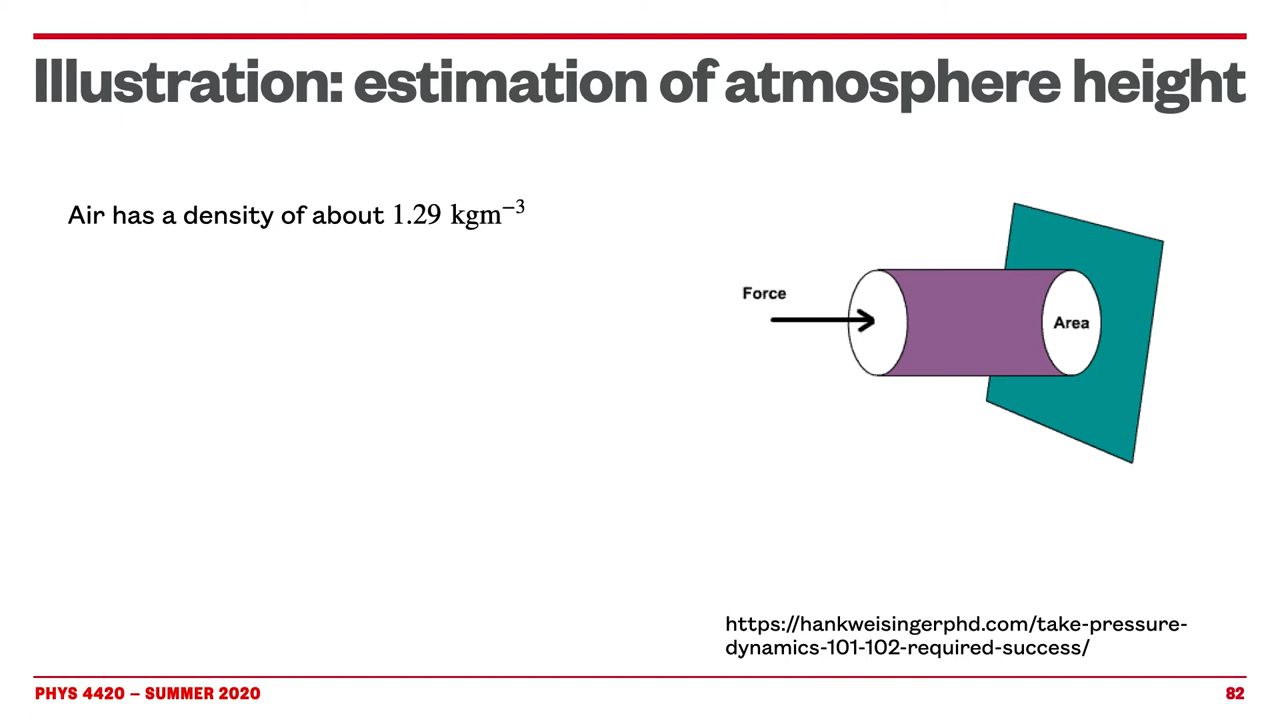 Illustration: estimation of atmosphere height
Air has a density of about 1.29 kgm⁻³
Force
Area
https://hankweisingerphd.com/take-pressure-
dynamics-101-102-required-success/
PHYS 4420 – SUMMER 2020
82